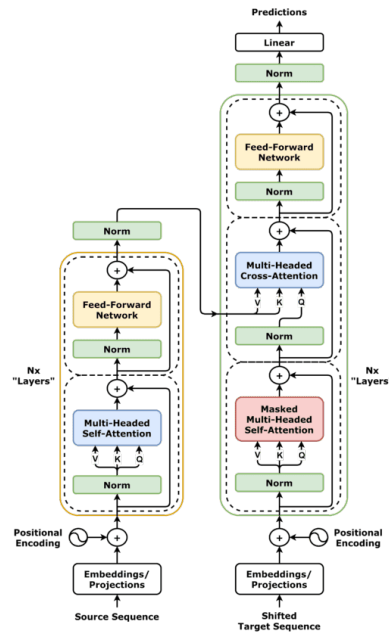 Predictions
Linear
Norm
Feed-Forward
Network
Norm
Multi-Headed
Cross-Attention
V K Q
Norm
Masked
Multi-Headed
Self-Attention
V K Q
Norm
Nx
"Layers
Positional
Encoding
Embeddings/
Projections
Shifted
Target Sequence
Norm
Feed-Forward
Network
Norm
Multi-Headed
Self-Attention
V K Q
Norm
Nx
"Layers"
Positional
Encoding
Embeddings/
Projections
Source Sequence